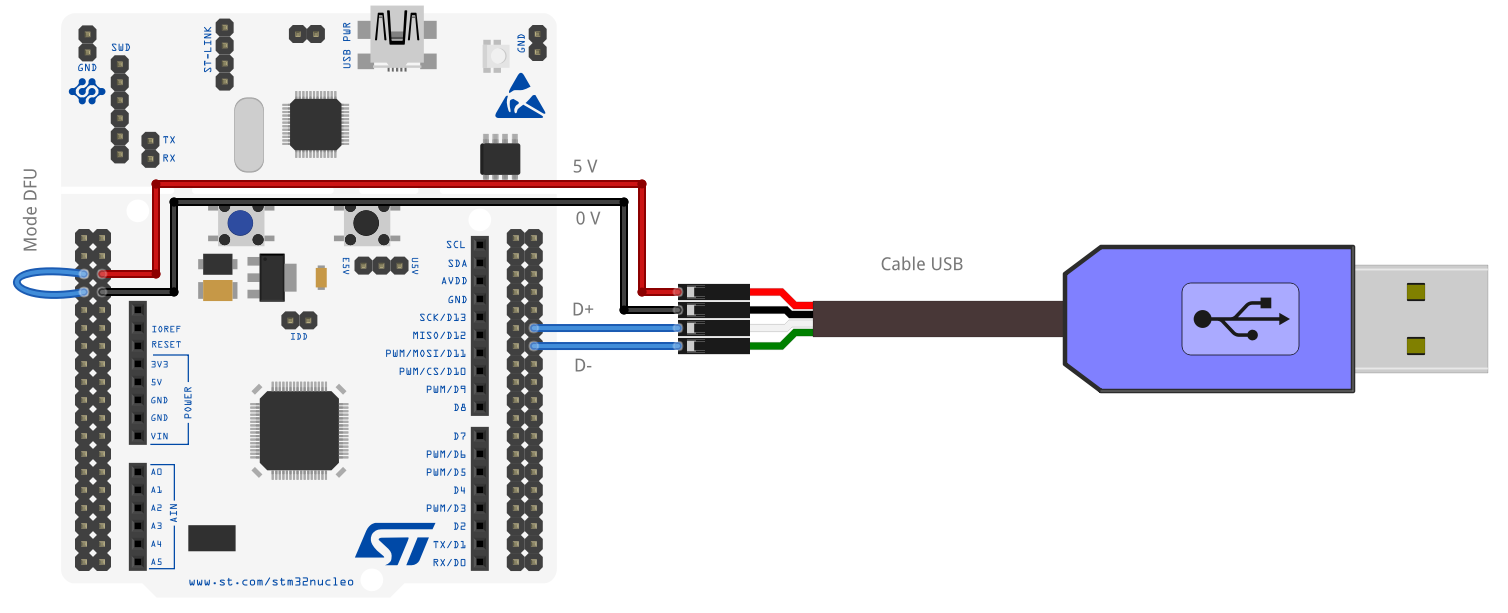 USB PWR
ST-LINK
GND
SWD
GND
TX
RX
5 V
Mode DFU
0 V
E5V
U5V
SCL
SDA
AVDD
GND
SCK/D13
MISO/D12
PWM/MOSI/D11
PWM/CS/D10
PWM/D9
D8
Cable USB
D+
D-
IDD
IOREF
RESET
3V3
5V
GND
GND
VIN
POWER
D7
PWM/D6
PWM/D5
D4
PWM/D3
D2
TX/D1
RX/D0
A0
A1
A2
A3
A4
A5
AIN
ST
www.st.com/stm32nucleo